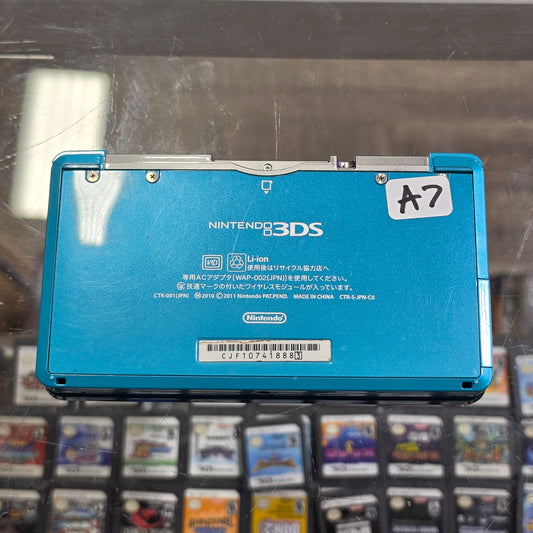 A7
NINTENDO 3DS
Li-ion
使用後はリサイクル協力店へ
専用ACアダプタ[WAP-002(JPN)]を使用してください。
技適マークの付いたワイヤレスモジュールが入っています。
CTR-001(JPN) Ⓜ 2010 © 2011 Nintendo PAT.PEND. MADE IN CHINA CTR-S-JPN-C0
Nintendo
CJF107418883